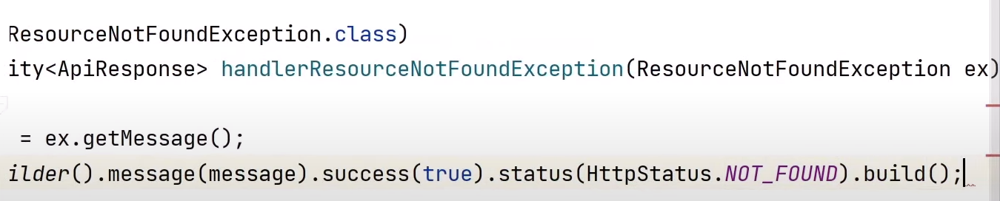 ResourceNotFoundException.class)
ity<ApiResponse> handlerResourceNotFoundException(ResourceNotFoundException ex)
= ex.getMessage();
ilder().message(message).success(true).status(HttpStatus.NOT_FOUND).build();